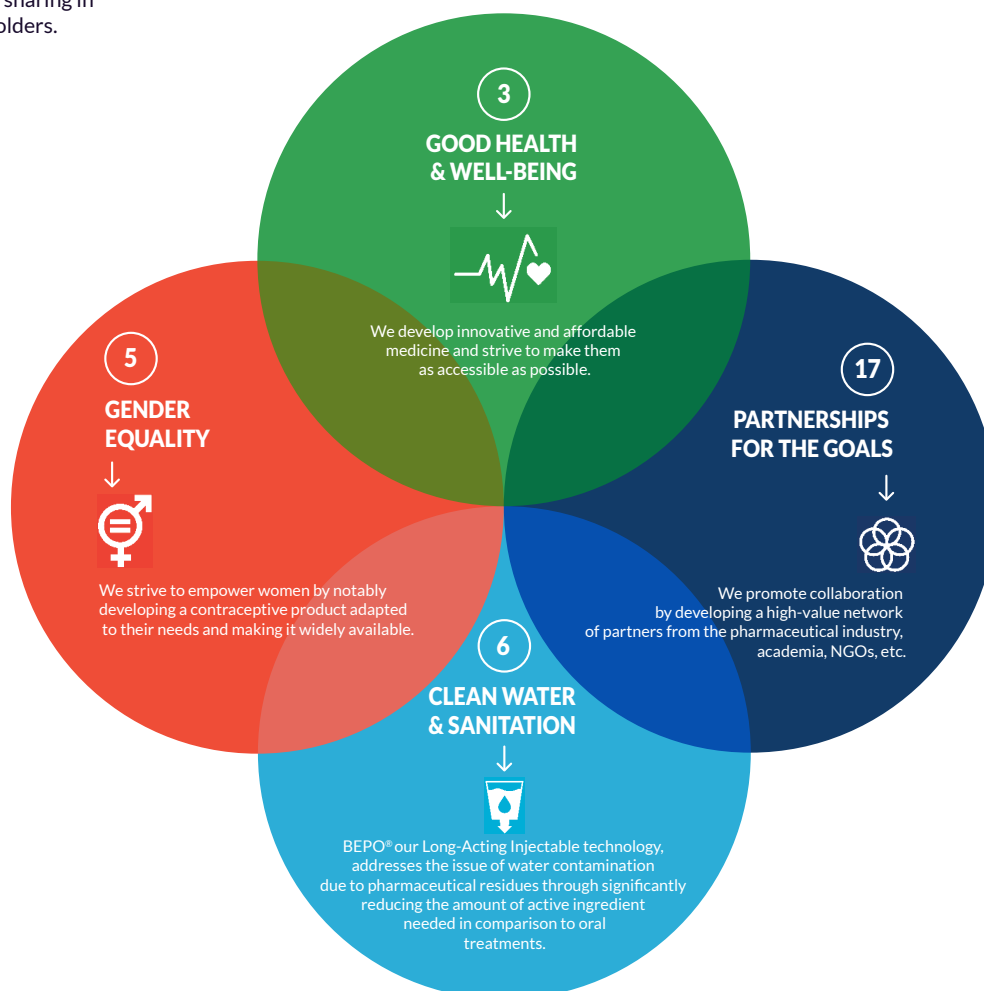 sharing in
olders.
3
GOOD HEALTH
& WELL-BEING
We develop innovative and affordable
medicine and strive to make them
as accessible as possible.
5
GENDER
EQUALITY
We strive to empower women by notably
developing a contraceptive product adapted
to their needs and making it widely available.
17
PARTNERSHIPS
FOR THE GOALS
We promote collaboration
by developing a high-value network
of partners from the pharmaceutical industry,
academia, NGOs, etc.
6
CLEAN WATER
& SANITATION
BEPO® our Long-Acting Injectable technology,
addresses the issue of water contamination
due to pharmaceutical residues through significantly
reducing the amount of active ingredient
needed in comparison to oral
treatments.